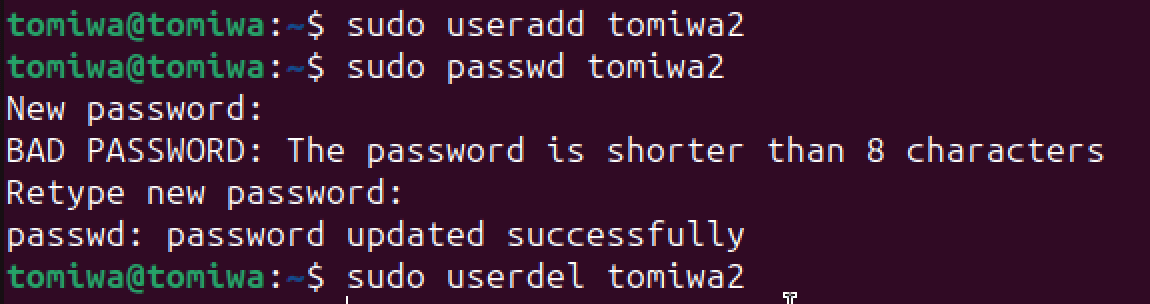 tomiwa@tomiwa:~$ sudo useradd tomiwa2
tomiwa@tomiwa:~$ sudo passwd tomiwa2
New password:
BAD PASSWORD: The password is shorter than 8 characters
Retype new password:
passwd: password updated successfully
tomiwa@tomiwa:~$ sudo userdel tomiwa2